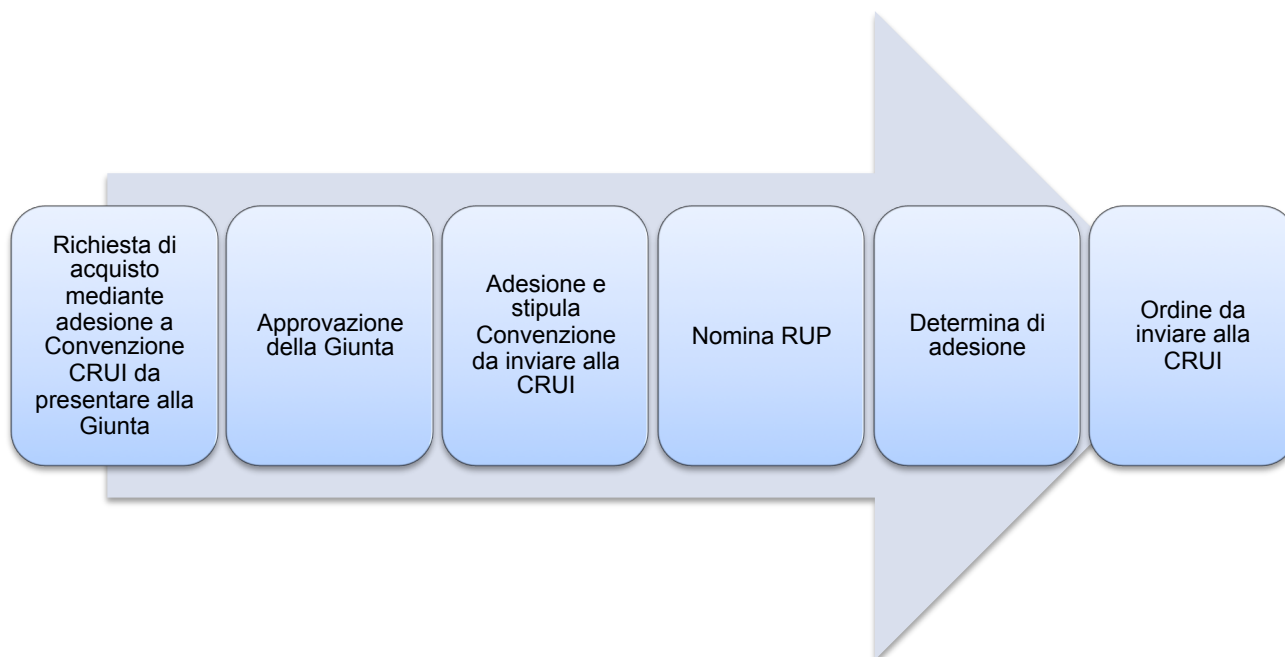 Richiesta di
acquisto
mediante
adesione a
Convenzione
CRUI da
presentare alla
Giunta
Approvazione
della Giunta
Adesione e
stipula
Convenzione
da inviare alla
CRUI
Nomina RUP
Determina di
adesione
Ordine da
inviare alla
CRUI